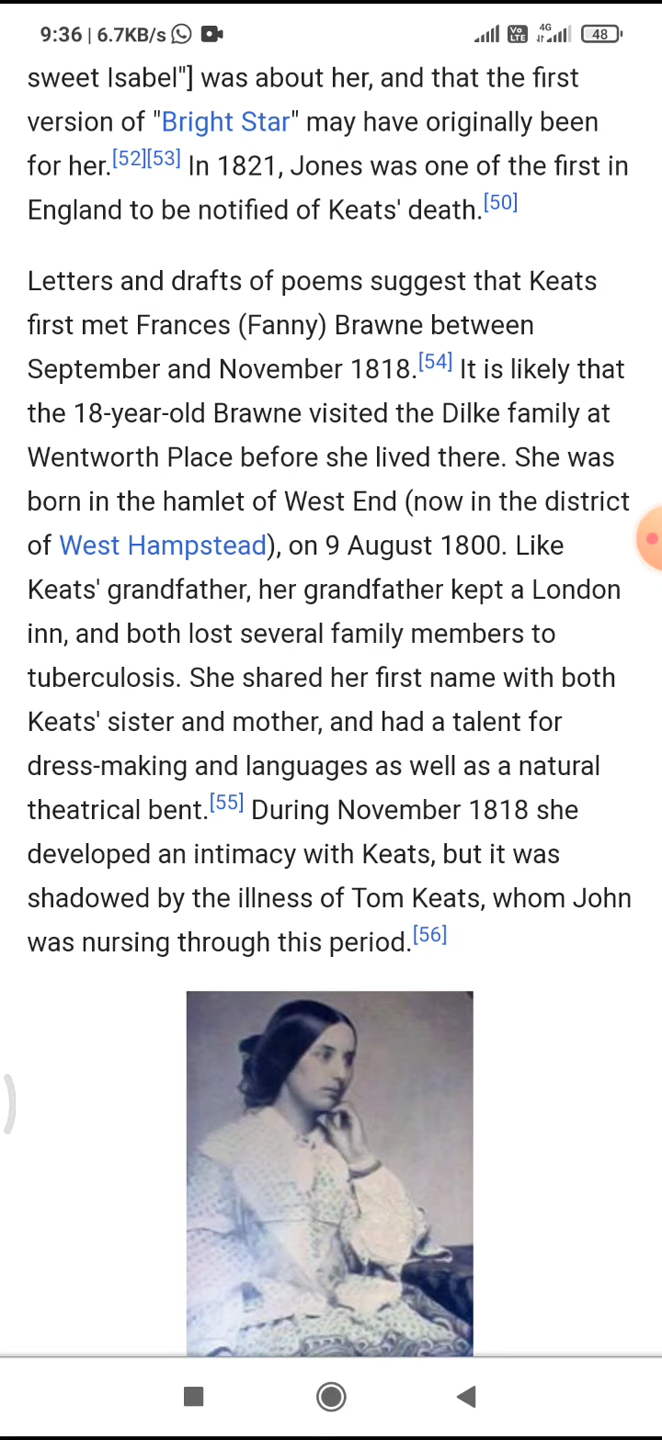 9:36 | 6.7KB/s
Vo LTE 4G 48
sweet Isabel"] was about her, and that the first
version of "Bright Star" may have originally been
for her.[52][53] In 1821, Jones was one of the first in
England to be notified of Keats' death.[50]
Letters and drafts of poems suggest that Keats
first met Frances (Fanny) Brawne between
September and November 1818.[54] It is likely that
the 18-year-old Brawne visited the Dilke family at
Wentworth Place before she lived there. She was
born in the hamlet of West End (now in the district
of West Hampstead), on 9 August 1800. Like
Keats' grandfather, her grandfather kept a London
inn, and both lost several family members to
tuberculosis. She shared her first name with both
Keats' sister and mother, and had a talent for
dress-making and languages as well as a natural
theatrical bent.[55] During November 1818 she
developed an intimacy with Keats, but it was
shadowed by the illness of Tom Keats, whom John
was nursing through this period.[56]